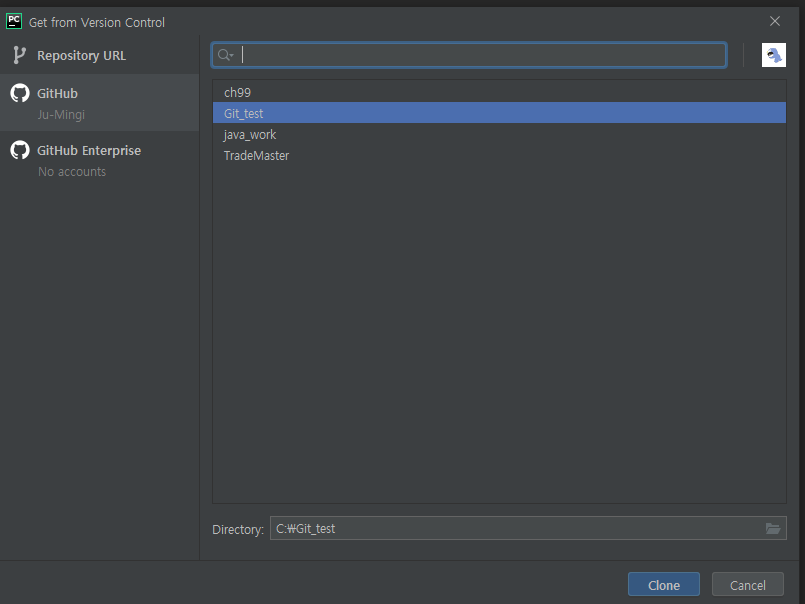 PC Get from Version Control
Repository URL
GitHub
Ju-Mingi
GitHub Enterprise
No accounts
ch99
Git_test
java_work
TradeMaster
Directory: C:₩Git_test
Clone Cancel